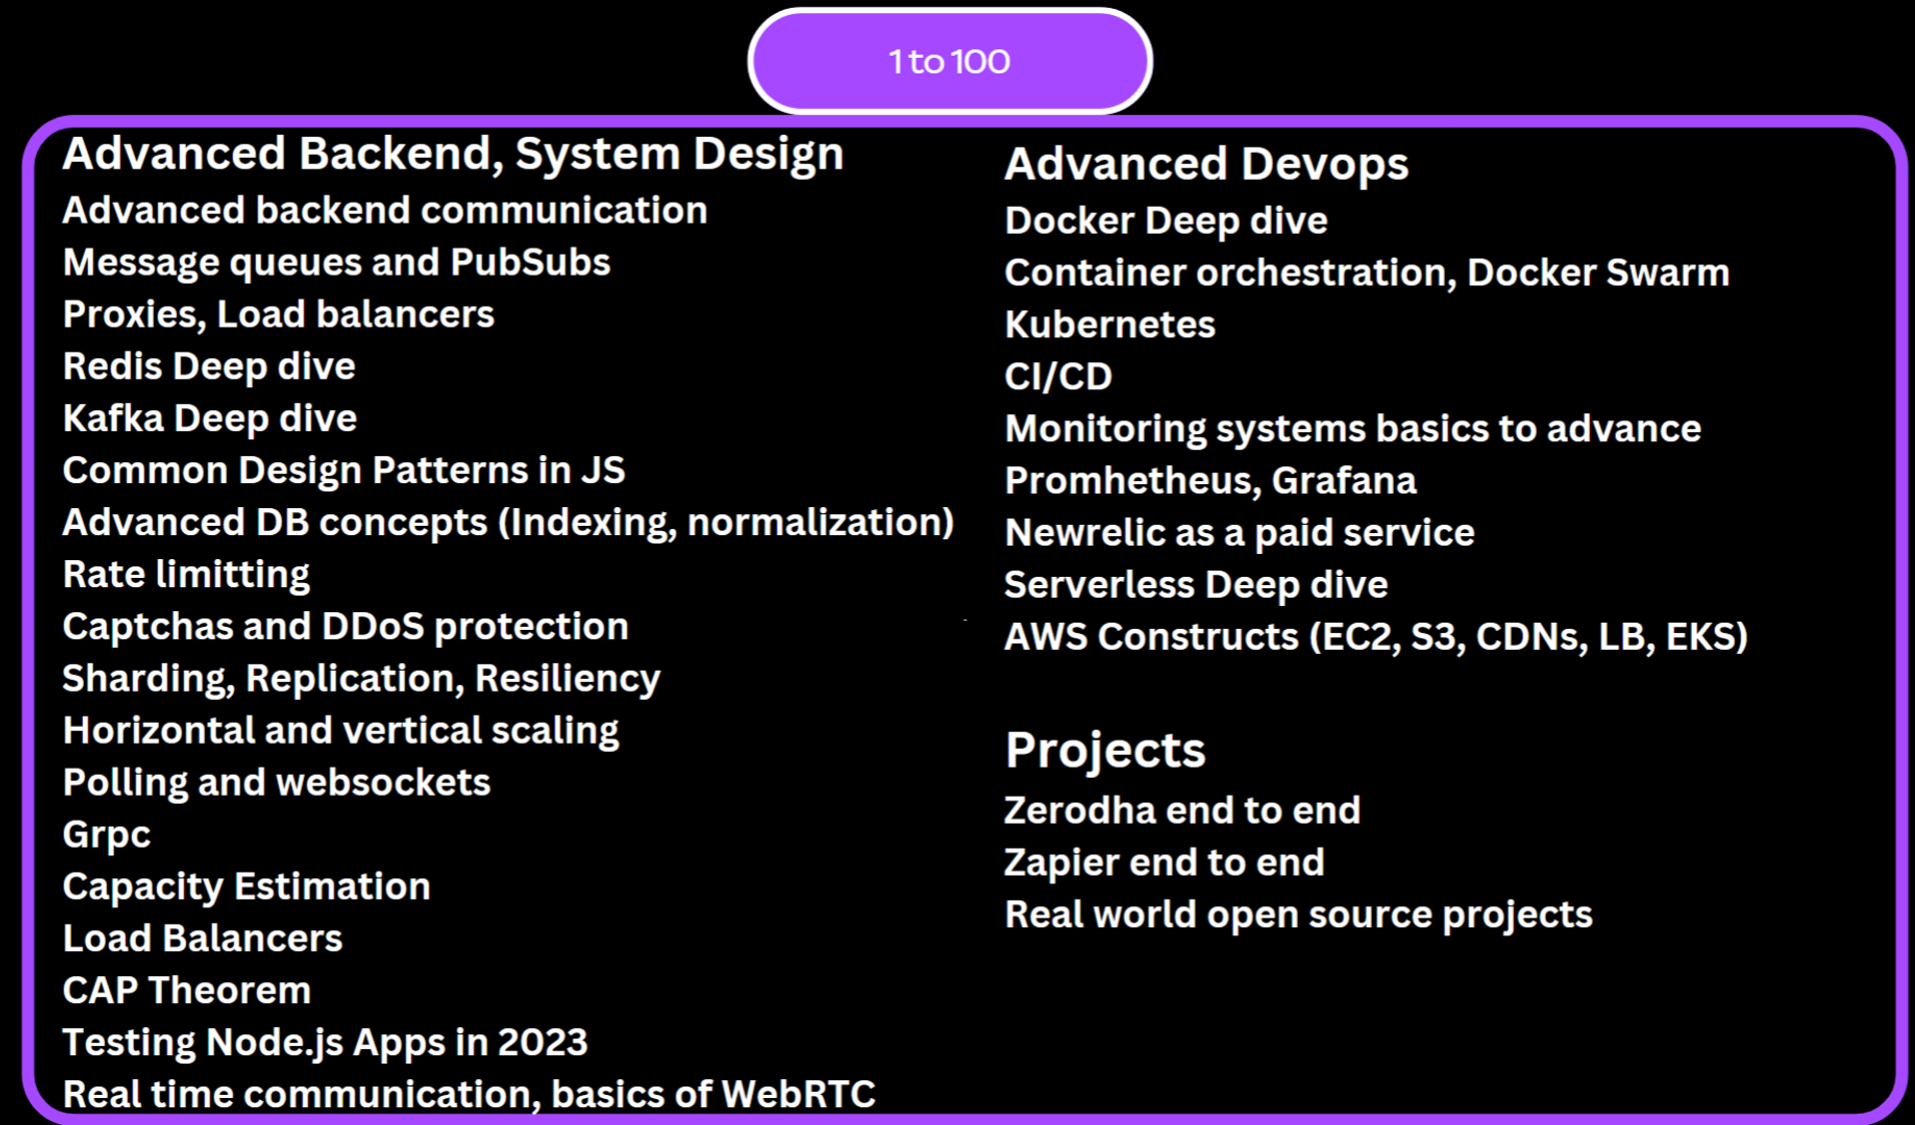 1 to 100
Advanced Backend, System Design
Advanced backend communication
Message queues and PubSubs
Proxies, Load balancers
Redis Deep dive
Kafka Deep dive
Common Design Patterns in JS
Advanced DB concepts (Indexing, normalization)
Rate limitting
Captchas and DDoS protection
Sharding, Replication, Resiliency
Horizontal and vertical scaling
Polling and websockets
Grpc
Capacity Estimation
Load Balancers
CAP Theorem
Testing Node.js Apps in 2023
Real time communication, basics of WebRTC
Advanced Devops
Docker Deep dive
Container orchestration, Docker Swarm
Kubernetes
CI/CD
Monitoring systems basics to advance
Promhetheus, Grafana
Newrelic as a paid service
Serverless Deep dive
AWS Constructs (EC2, S3, CDNs, LB, EKS)
Projects
Zerodha end to end
Zapier end to end
Real world open source projects